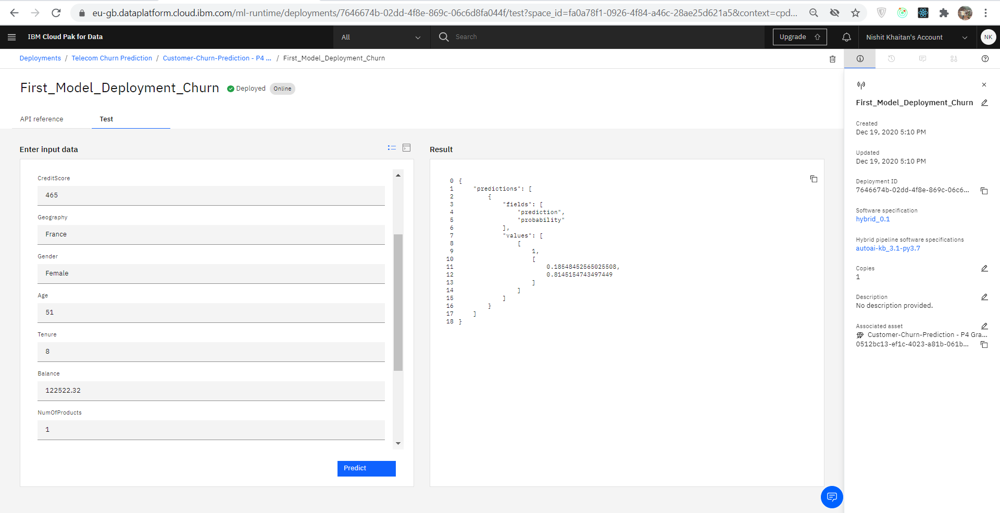 eu-gb.dataplatform.cloud.ibm.com/ml-runtime/deployments/7646674b-02dd-4f8e-869c-06c6d8fa044f/test?space_id=fa0a78f1-0926-4f84-a46c-28ae25d621a5&context=cpd...
IBM Cloud Pak for Data
All
Search
Upgrade
Nishit Khaitan's Account
NK
Deployments / Telecom Churn Prediction / Customer-Churn-Prediction - P4 ... / First_Model_Deployment_Churn
First_Model_Deployment_Churn
Deployed
Online
API reference
Test
Enter input data
CreditScore
465
Geography
France
Gender
Female
Age
51
Tenure
8
Balance
122522.32
NumOfProducts
1
Predict
Result
0 {
1 "predictions": [
2 {
3 "fields": [
4 "prediction",
5 "probability"
6 ],
7 "values": [
8 [
9 1,
10 [
11 0.18548452565025508,
12 0.8145154743497449
13 ]
14 ]
15 ]
16 }
17 ]
18 }
First_Model_Deployment_Churn
Created
Dec 19, 2020 5:10 PM
Updated
Dec 19, 2020 5:10 PM
Deployment ID
7646674b-02dd-4f8e-869c-06c6...
Software specification
hybrid_0.1
Hybrid pipeline software specifications
autoai-kb_3.1-py3.7
Copies
1
Description
No description provided.
Associated asset
Customer-Churn-Prediction - P4 Gra...
0512bc13-ef1c-4023-a81b-061b...